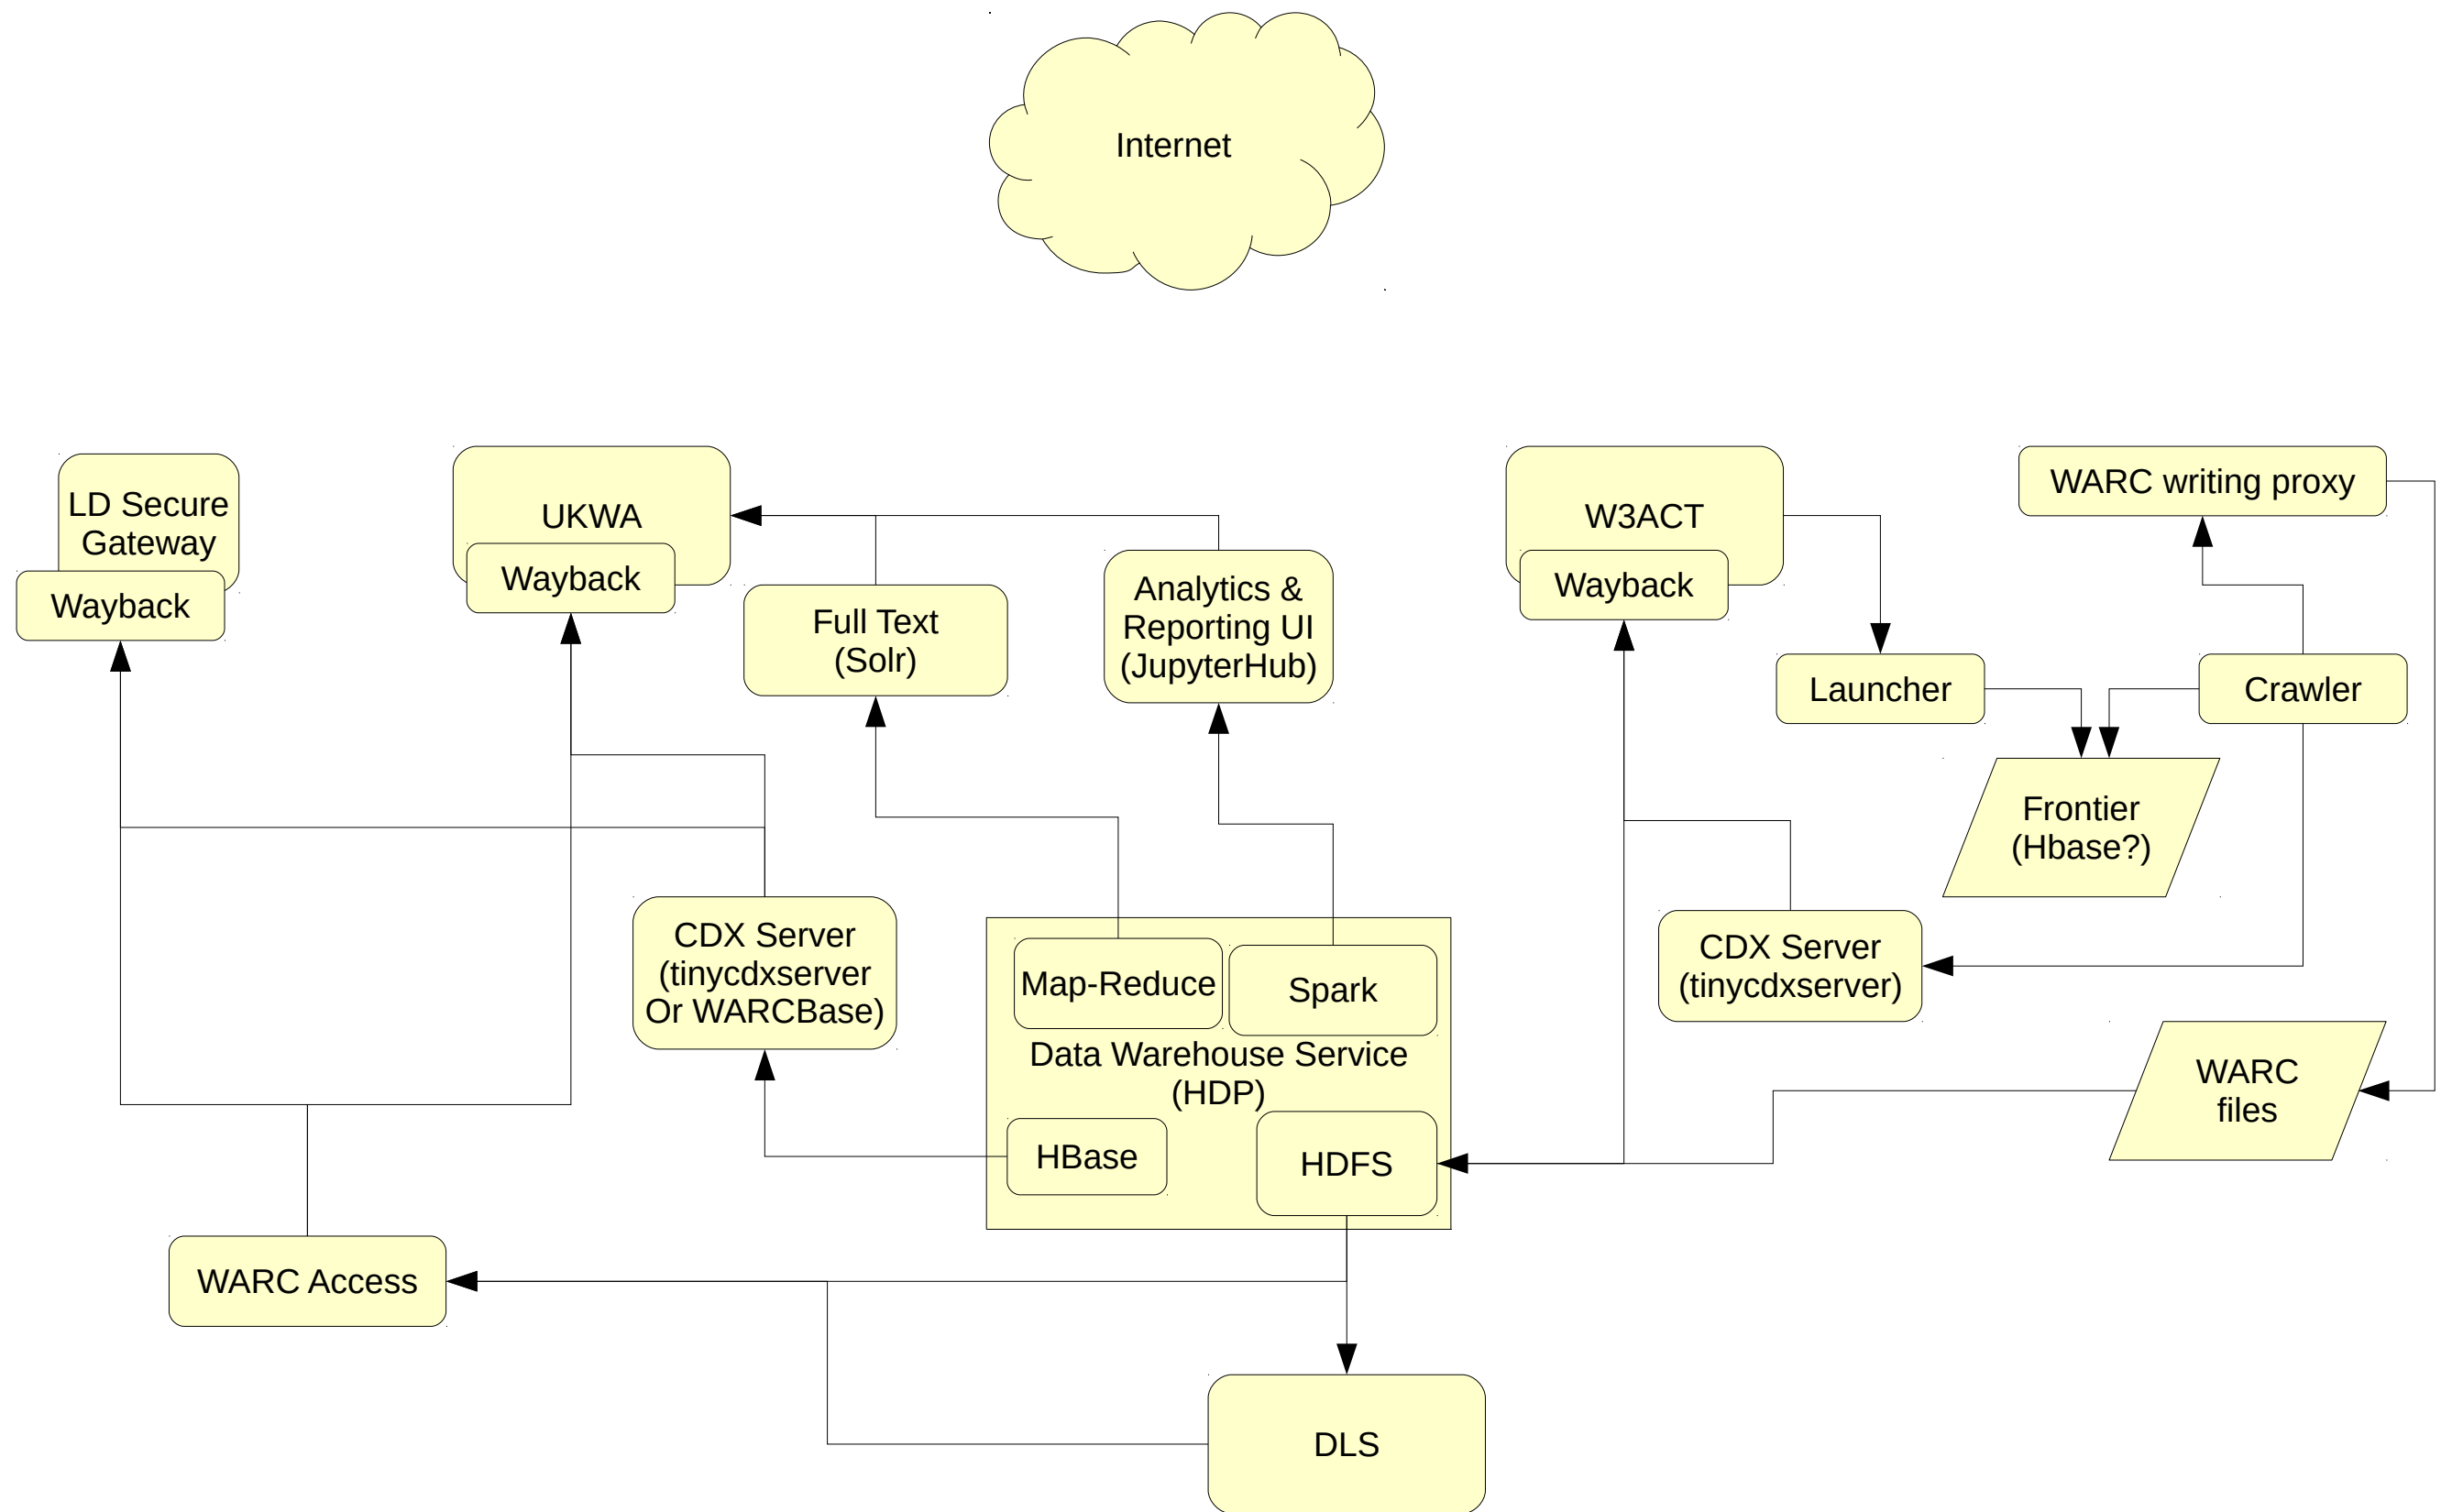 Internet
LD Secure
Gateway
Wayback
UKWA
Wayback
Full Text
(Solr)
Analytics &
Reporting UI
(JupyterHub)
W3ACT
Wayback
WARC writing proxy
Launcher
Crawler
Frontier
(Hbase?)
CDX Server
(tinycdxserver
Or WARCBase)
Map-Reduce
Spark
Data Warehouse Service
(HDP)
HBase
HDFS
CDX Server
(tinycdxserver)
WARC
files
WARC Access
DLS